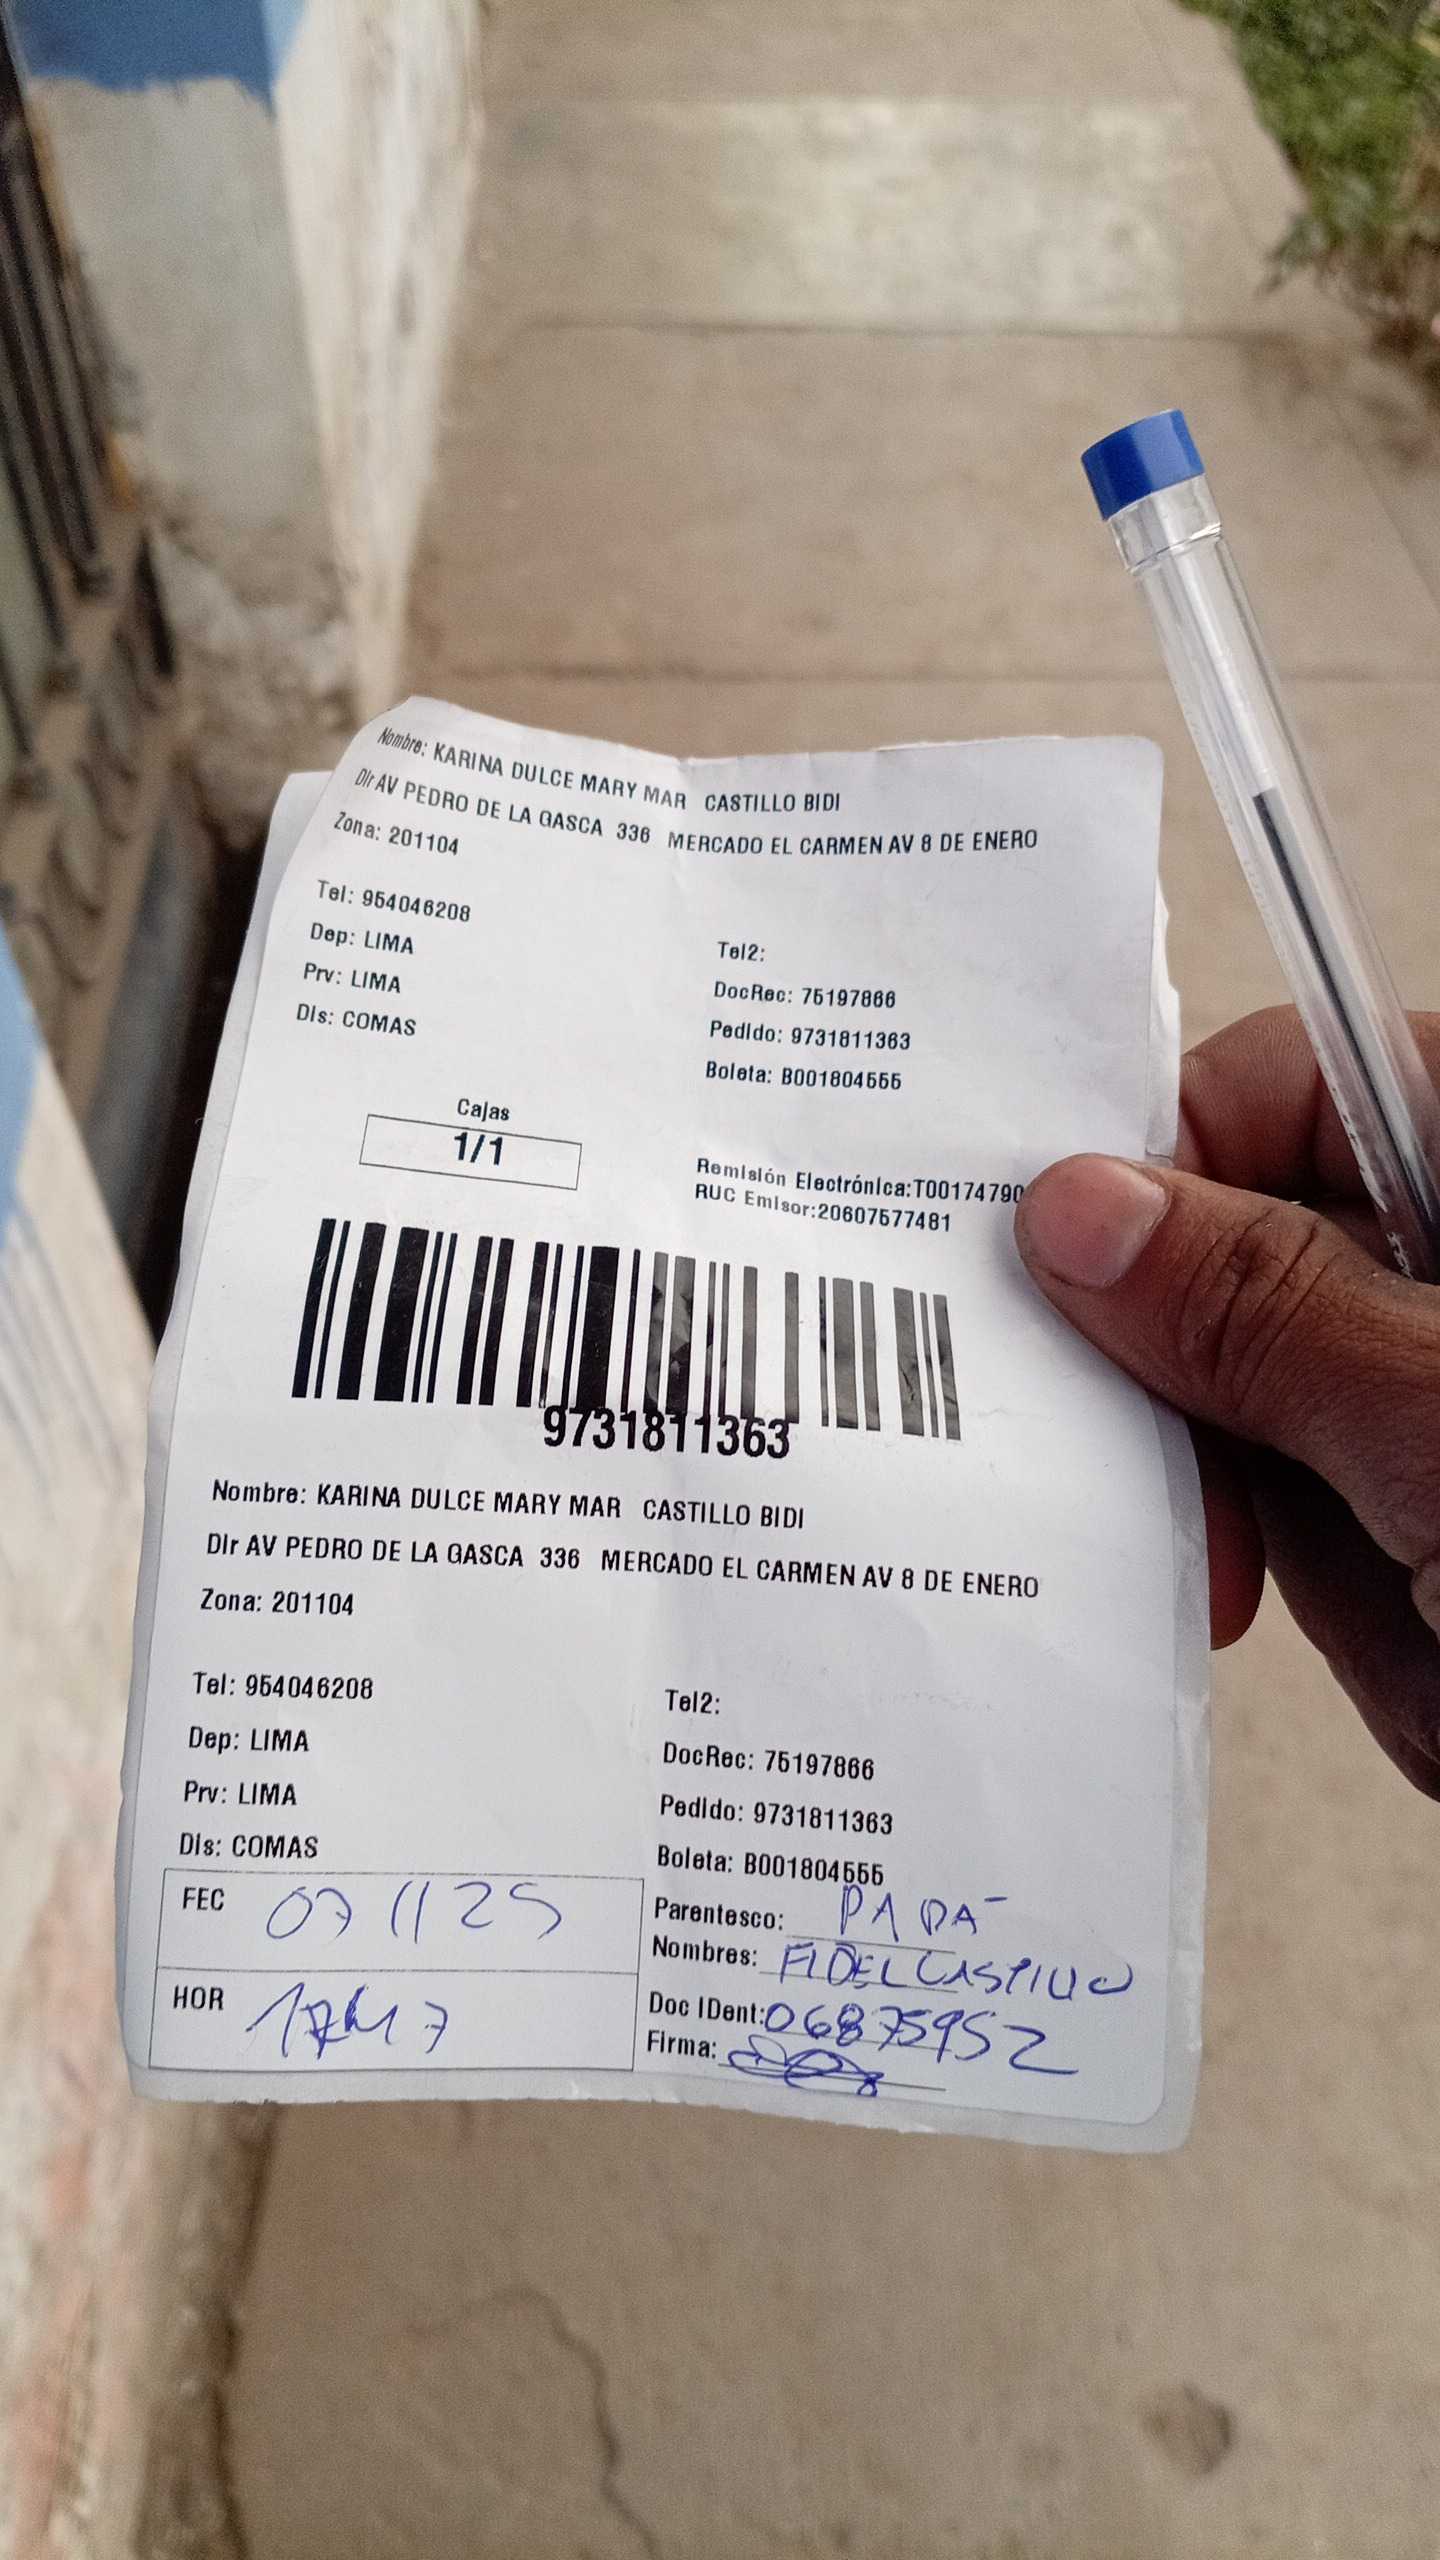 Nombre: KARINA DULCE MARY MAR CASTILLO BIDI
Dir AV PEDRO DE LA GASCA 336 MERCADO EL CARMEN AV 8 DE ENERO
Zona: 201104
Tel: 954046208
Tel2:
Dep: LIMA
DocRec: 75197866
Prv: LIMA
Pedido: 9731811363
Dis: COMAS
Boleta: B001804555
Cajas
1/1
Remisión Electrónica:T00174790
RUC Emisor:20607577481
9731811363
Nombre: KARINA DULCE MARY MAR CASTILLO BIDI
Dir AV PEDRO DE LA GASCA 336 MERCADO EL CARMEN AV 8 DE ENERO
Zona: 201104
Tel: 954046208
Tel2:
Dep: LIMA
DocRec: 75197866
Prv: LIMA
Pedido: 9731811363
Dis: COMAS
Boleta: B001804555
FEC 07 11 25
Parentesco: PAPÁ
Nombres: FIDEL CASTILLO
HOR
Doc IDent: 06875952
Firma: